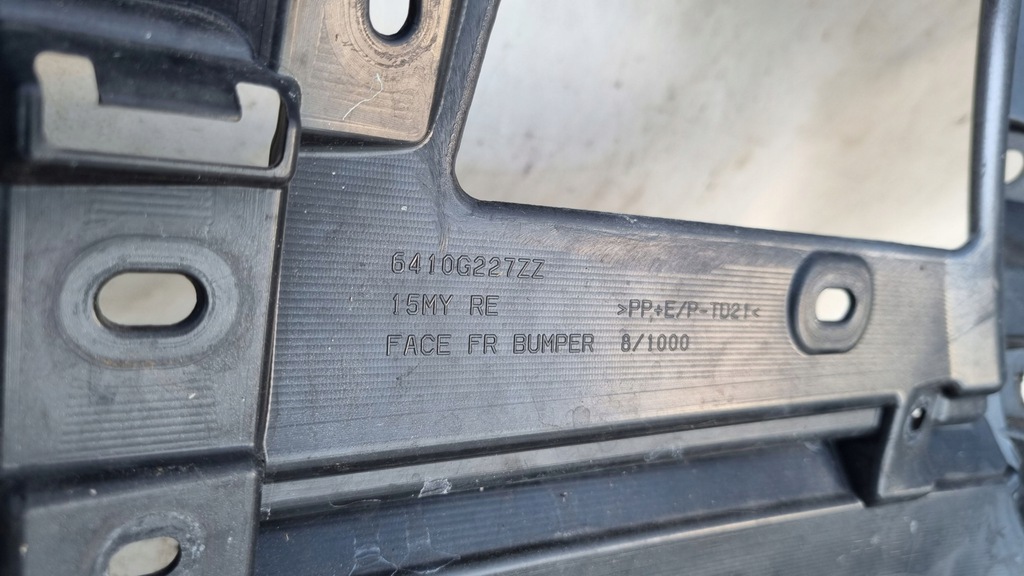 6410G227ZZ
15MY RE >PP+E/P-TD21<
FACE FR BUMPER 8/1000